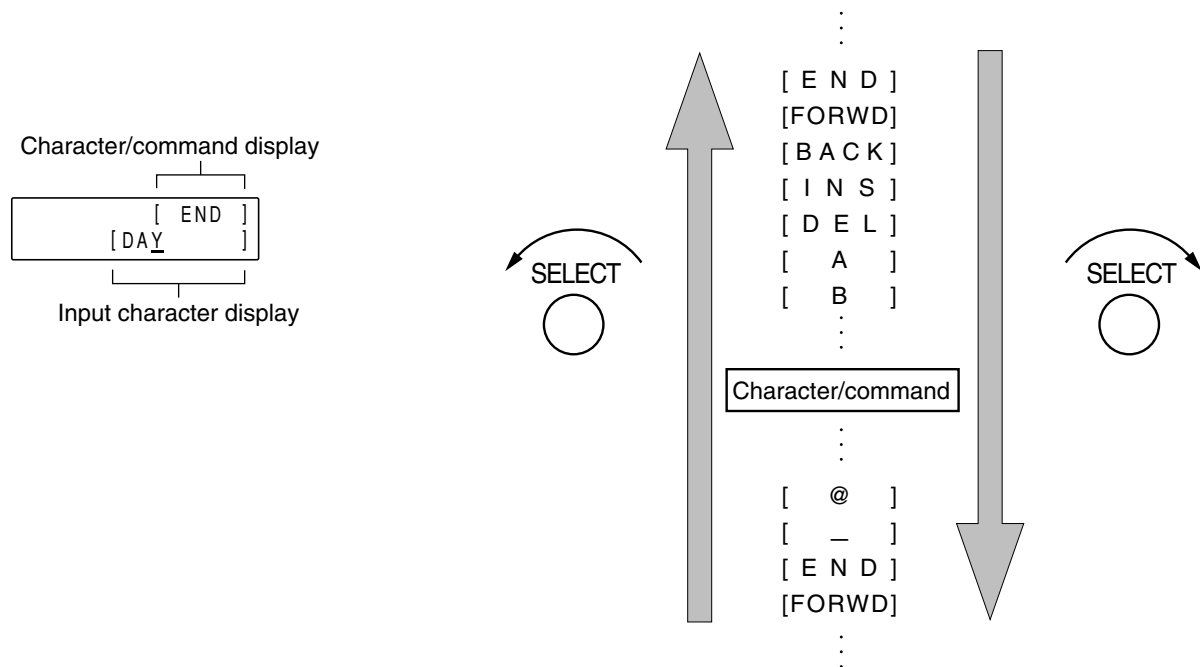 Character/command display
[ END ]
[DAY ]
Input character display
SELECT
[ E N D ]
[FORWD]
[ B A C K ]
[ I N S ]
[ D E L ]
[ A ]
[ B ]
Character/command
[ @ ]
[ _ ]
[ E N D ]
[FORWD]
SELECT